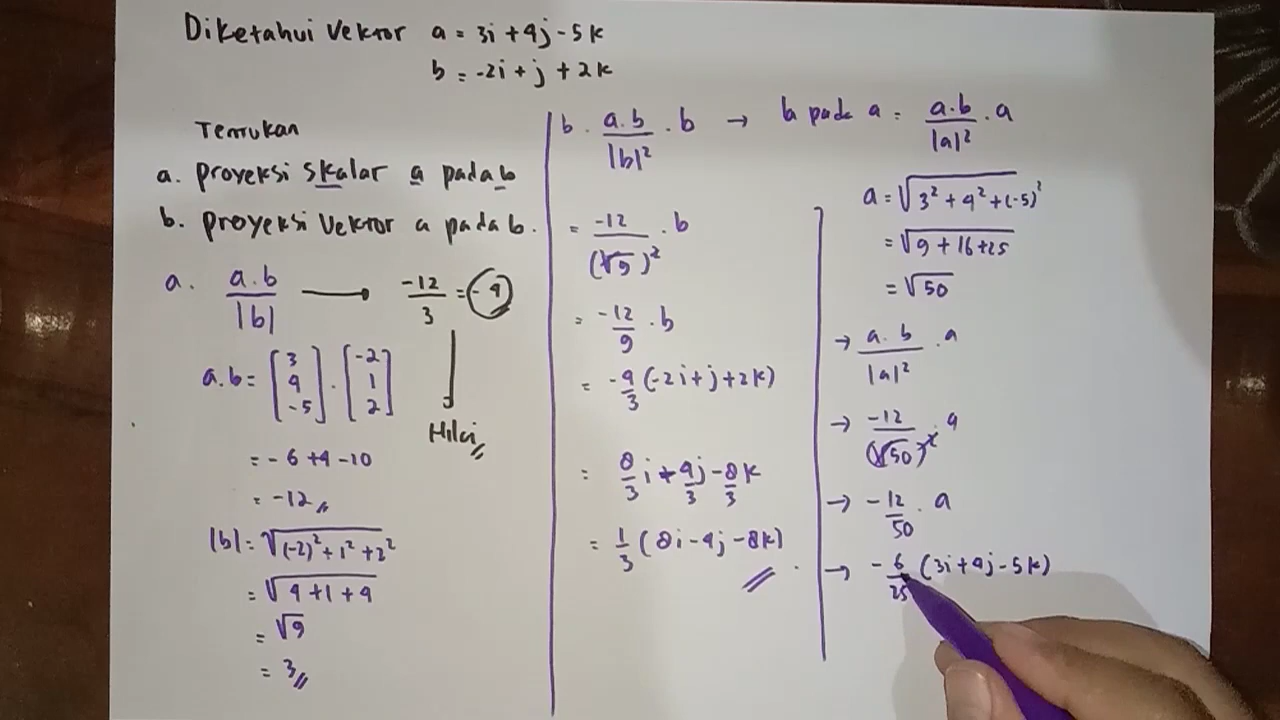 Diketahui Vektor a = 3i + 4j - 5k
b = -2i + j + 2k
Tentukan
a. Proyeksi skalar a pada b
b. Proyeksi Vektor a pada b.
a. a.b / |b| → -12/3 = -4
a.b = [3 4 -5] . [-2 1 2]
Nilai
= -6 + 4 - 10
= -12
|b| = √(-2)² + 1² + 2²
= √4 + 1 + 4
= √9
= 3
b. a.b / |b|² . b → b pada a = a.b / |a|² . a
= -12 / (√9)² . b
= -12/9 . b
= -4/3 (-2i + j + 2k)
= 8/3 i - 4/3 j - 8/3 k
= 1/3 (8i - 4j - 8k)
a = √3² + 4² + (-5)²
= √9 + 16 + 25
= √50
→ a.b / |a|² . a
→ -12 / (√50)² . a
→ -12/50 . a
→ -6/25 (3i + 4j - 5k)